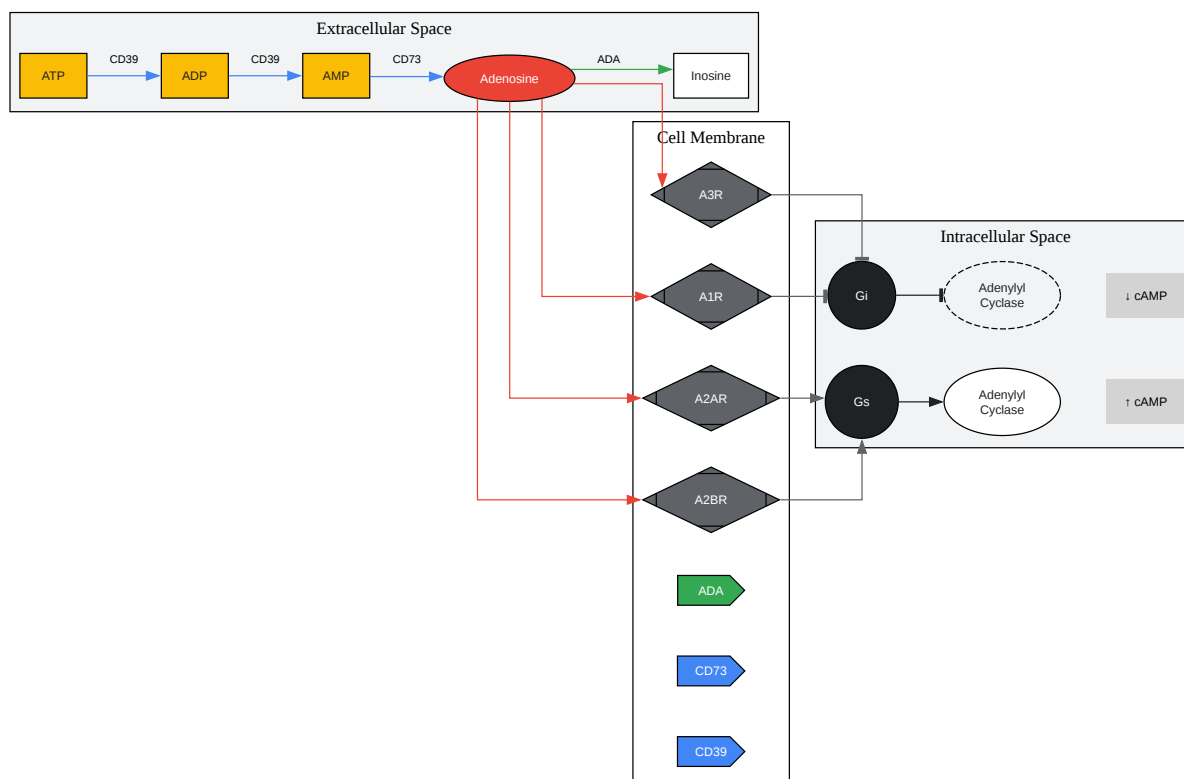 Extracellular Space
CD39
CD39
CD73
ADA
ATP
ADP
AMP
Adenosine
Inosine
Cell Membrane
A3R
Intracellular Space
A1R
Gi
Adenylyl
Cyclase
↓ cAMP
A2AR
Gs
Adenylyl
Cyclase
↑ cAMP
A2BR
ADA
CD73
CD39